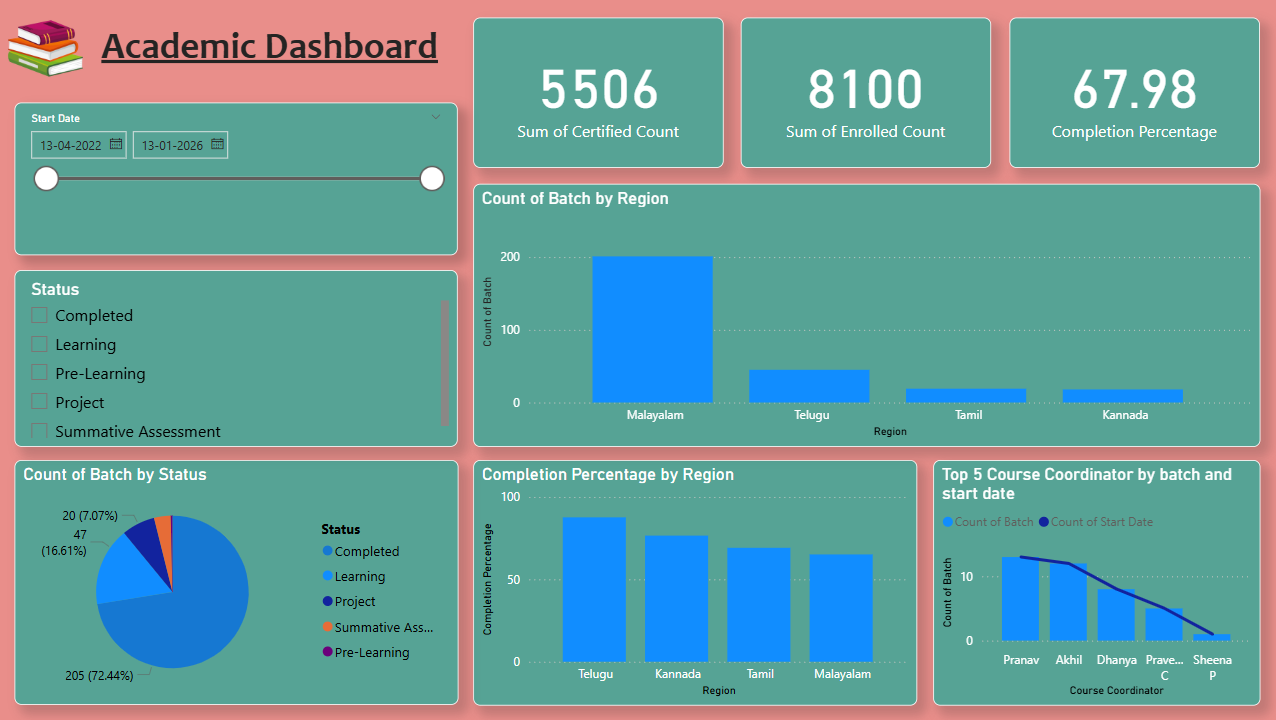 Academic Dashboard
5506
Sum of Certified Count
8100
Sum of Enrolled Count
67.98
Completion Percentage
Start Date
13-04-2022
13-01-2026
Status
Completed
Learning
Pre-Learning
Project
Summative Assessment
Count of Batch by Region
Count of Batch
200
100
0
Malayalam
Telugu
Tamil
Kannada
Region
Count of Batch by Status
20 (7.07%)
47
(16.61%)
205 (72.44%)
Status
Completed
Learning
Project
Summative Ass...
Pre-Learning
Completion Percentage by Region
Completion Percentage
100
50
0
Telugu
Kannada
Tamil
Malayalam
Region
Top 5 Course Coordinator by batch and
start date
Count of Batch
Count of Start Date
Count of Batch
10
0
Pranav
Akhil
Dhanya
Prave...
C
Sheena
P
Course Coordinator